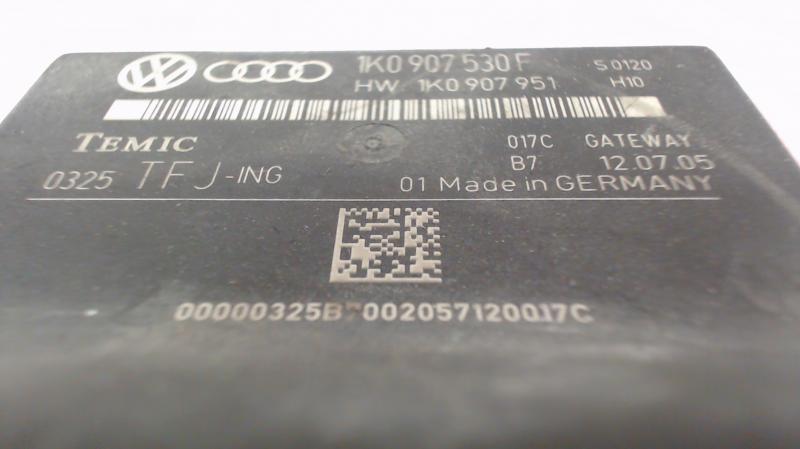 1K0 907 530 F S.0120
HW 1K0 907 951 H10
TEMIC 017C GATEWAY
B7 12.07.05
0325 TFJ-ING 01 Made in GERMANY
00000325B70020571200J7C